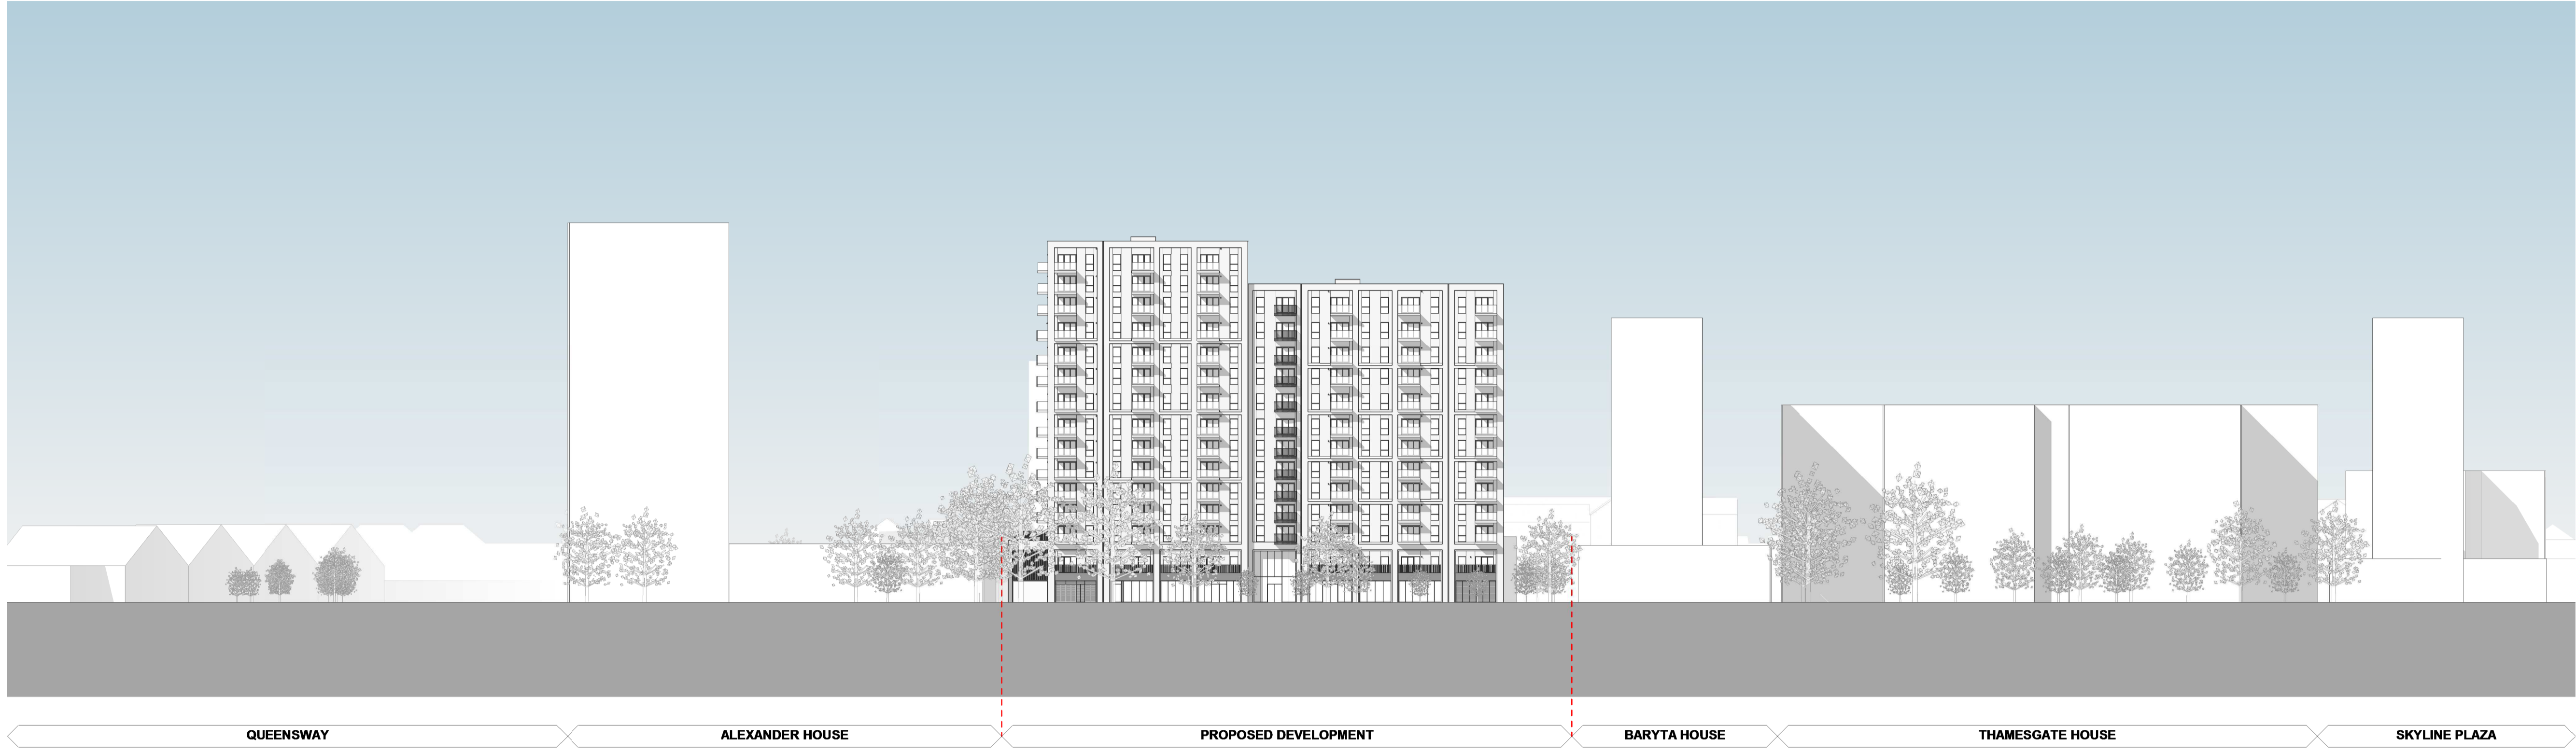 QUEENSWAY
ALEXANDER HOUSE
PROPOSED DEVELOPMENT
BARYTA HOUSE
THAMESGATE HOUSE
SKYLINE PLAZA